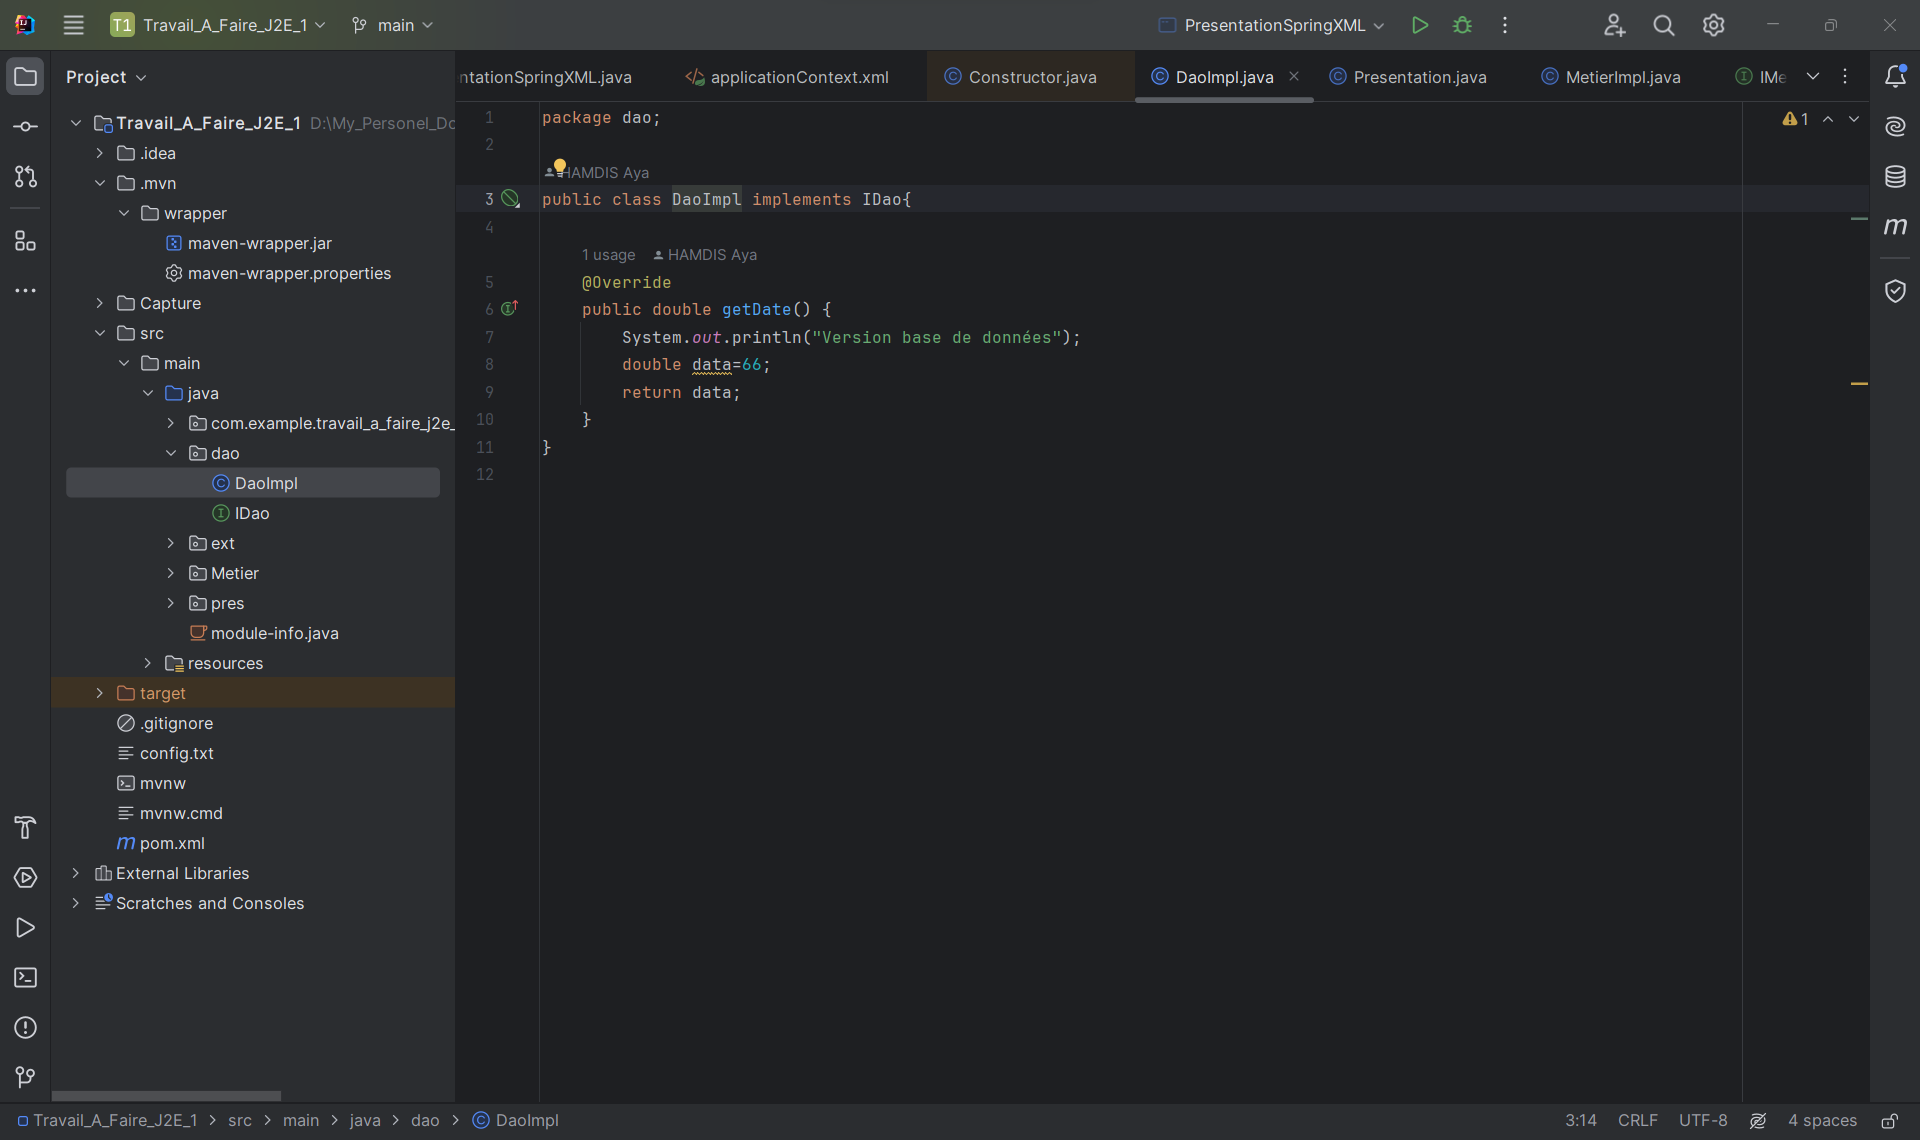 T1 Travail_A_Faire_J2E_1 main PresentationSpringXML
Project
ntationSpringXML.java applicationContext.xml Constructor.java DaoImpl.java Presentation.java MetierImpl.java IMe
Travail_A_Faire_J2E_1 D:\My_Personel_Do
.idea
.mvn
wrapper
maven-wrapper.jar
maven-wrapper.properties
Capture
src
main
java
com.example.travail_a_faire_j2e_
dao
DaoImpl
IDao
ext
Metier
pres
module-info.java
resources
target
.gitignore
config.txt
mvnw
mvnw.cmd
m pom.xml
External Libraries
Scratches and Consoles
1 package dao;
2
HAMDIS Aya
3 public class DaoImpl implements IDao{
4
1 usage HAMDIS Aya
5 @Override
6 public double getDate() {
7 System.out.println("Version base de données");
8 double data=66;
9 return data;
10 }
11 }
12
1
m
Travail_A_Faire_J2E_1 > src > main > java > dao > DaoImpl
3:14 CRLF UTF-8 4 spaces